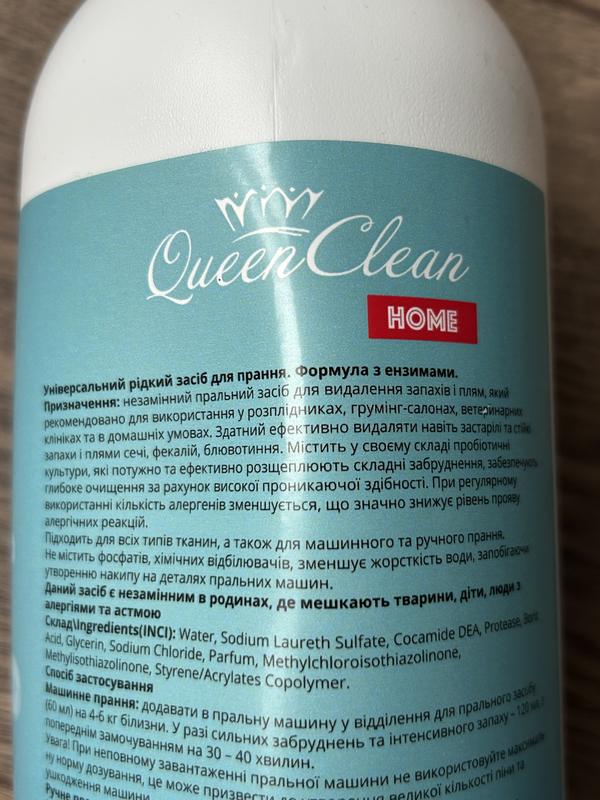 Queen Clean
HOME
Універсальний рідкий засіб для прання. Формула з ензимами.
Призначення: незамінний пральний засіб для видалення запахів і плям, який
рекомендовано для використання у розплідниках, грумінг-салонах, ветеринарних
клініках та в домашніх умовах. Здатний ефективно видаляти навіть застарілі та стійкі
запахи і плями сечі, фекалій, блювотиння. Містить у своєму складі пробіотичні
культури, які потужно та ефективно розщеплюють складні забруднення, забезпечують
глибоке очищення за рахунок високої проникаючої здібності. При регулярному
використанні кількість алергенів зменшується, що значно знижує рівень прояву
алергічних реакцій.
Підходить для всіх типів тканин, а також для машинного та ручного прання.
Не містить фосфатів, хімічних відбілювачів, зменшує жорсткість води, запобігаючи
утворенню накипу на деталях пральних машин.
Даний засіб є незамінним в родинах, де мешкають тварини, діти, люди з
алергіями та астмою
Склад\Ingredients(INCI): Water, Sodium Laureth Sulfate, Cocamide DEA, Protease, Boric
Acid, Glycerin, Sodium Chloride, Parfum, Methylchloroisothiazolinone,
Methylisothiazolinone, Styrene/Acrylates Copolymer.
Спосіб застосування
Машинне прання: додавати в пральну машину у відділення для прального засобу
(60 мл) на 4-6 кг білизни. У разі сильних забруднень та інтенсивного запаху – 120 мл, з
попереднім замочуванням на 30 – 40 хвилин.
Увага! При неповному завантаженні пральної машини не використовуйте максималь-
ну норму дозування, це може призвести до утворення великої кількості піни та
ушкодження машини
Ручне